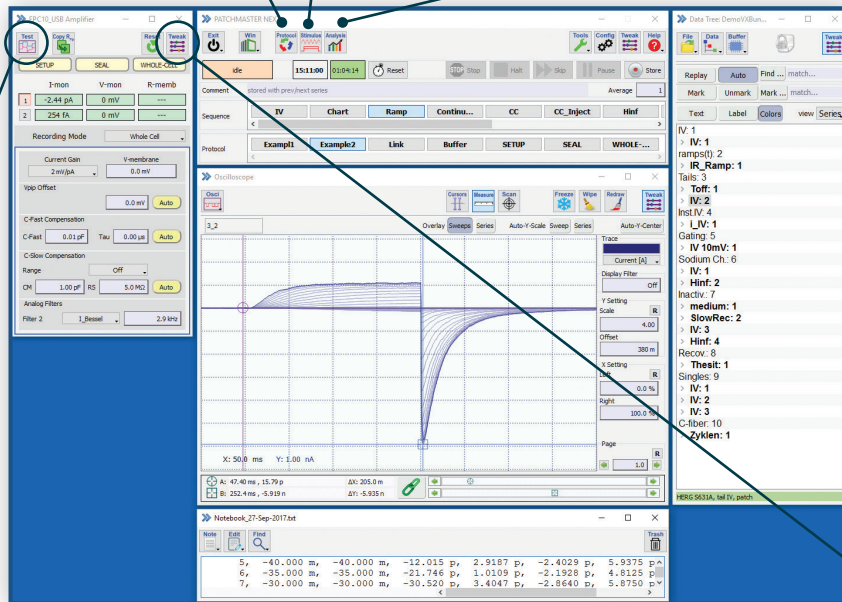 EPC10_USB Amplifier
Test
Copy R
Reset
Tweak
SETUP SEAL WHOLE-CELL
I-mon V-mon R-memb
1 -2.44 pA 0 mV ---
2 254 fA 0 mV ---
Recording Mode Whole Cell
Current Gain V-membrane
2 mV/pA 0.0 mV
Vpip Offset
0.0 mV Auto
C-Fast Compensation
C-Fast 0.01 pF Tau 0.00 µs Auto
C-Slow Compensation
Range Off
CM 1.00 pF RS 5.0 MΩ Auto
Analog Filters
Filter 2 I_Bessel 2.9 kHz
PATCHMASTER NEXT
Exit Win. Protocol Stimulus Analysis Tools Config Tweak Help
idle 15:11:00 01:04:14 Reset STOP Stop Halt Skip Pause Store
Comment stored with prev/next series Average 1
Sequence IV Chart Ramp Continu... CC CC_Inject Hinf
Protocol Exampl1 Example2 Link Buffer SETUP SEAL WHOLE-...
Oscilloscope
Osci Cursors Measure Scan Freeze Wipe Redraw Tweak
3_2 Overlay Sweeps Series Auto-Y-Scale Sweep Series Auto-Y-Center
Trace
Current [A]
Display Filter
Off
Y Setting
Scale R
4.00
Offset
380 m
X Setting
Left R
0.0 %
Right
100.0 %
Page
R
1.0
X: 50.0 ms Y: 1.00 nA
A: 47.40 ms, 15.79 p ΔX: 205.0 m
B: 252.4 ms, -5.919 n ΔY: -5.935 n
Notebook_27-Sep-2017.txt
Note Edit Find Trash
5, -40.000 m, -40.000 m, -12.015 p, 2.9187 p, -2.4029 p, 5.9375 p
6, -35.000 m, -35.000 m, -21.746 p, 1.0109 p, -2.1928 p, 4.8125 p
7, -30.000 m, -30.000 m, -30.520 p, 3.4047 p, -2.8640 p, 5.8750 p
Data Tree: DemoVXBun...
File Data Buffer Tweak
Replay Auto Find ... match...
Mark Unmark Mark ... match...
Text Label Colors view Series
IV: 1
> IV: 1
ramps(t): 2
> IR_Ramp: 1
Tails: 3
> Toff: 1
> IV: 2
Inst.IV: 4
> i_IV: 1
Gating: 5
> IV 10mV: 1
Sodium Ch.: 6
> IV: 1
> Hinf: 2
Inactiv.: 7
> medium: 1
> SlowRec: 2
> IV: 3
> Hinf: 4
Recov.: 8
> Thesit: 1
Singles: 9
> IV: 1
> IV: 2
> IV: 3
C-fiber: 10
> Zyklen: 1
HERG S631A, tail IV, patch